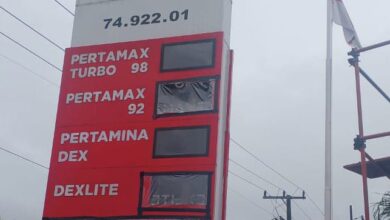 74.922.01
PERTAMAX
TURBO 98
PERTAMAX
92
PERTAMINA
DEX
DEXLITE